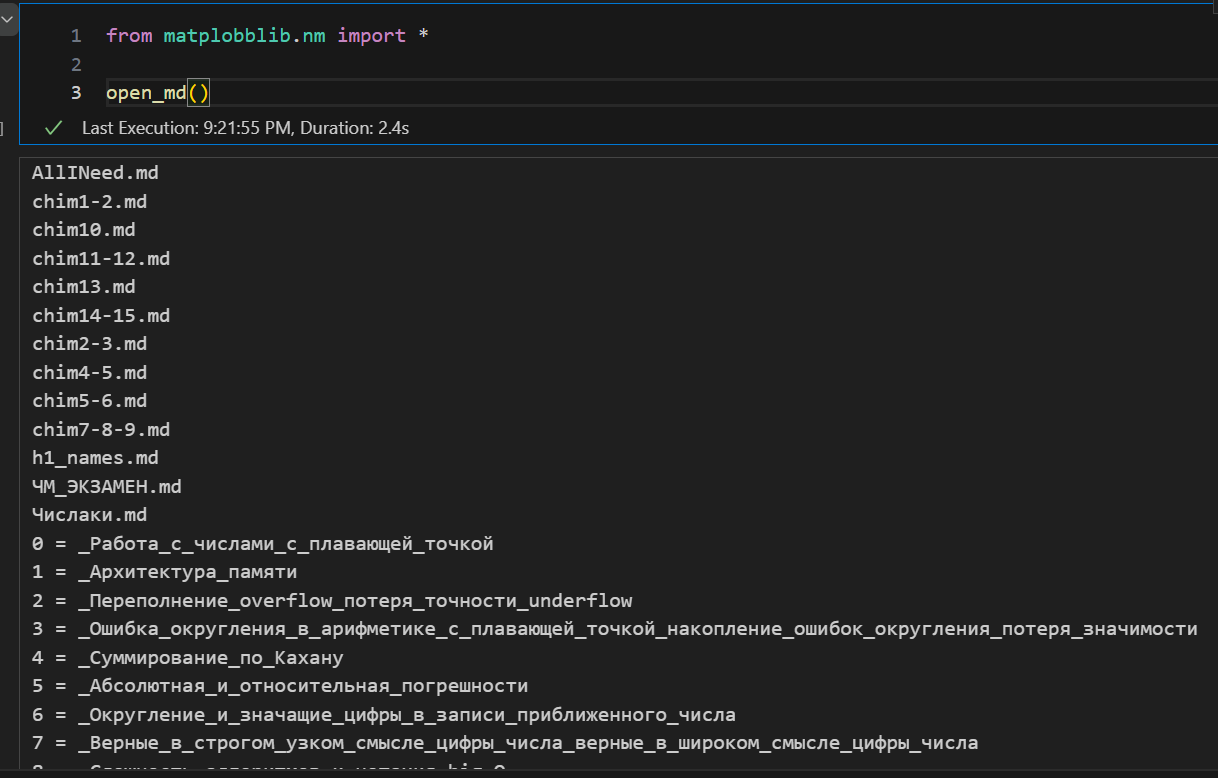 1 from matplobblib.nm import *
2
3 open_md()
Last Execution: 9:21:55 PM, Duration: 2.4s
AllINeed.md
chim1-2.md
chim10.md
chim11-12.md
chim13.md
chim14-15.md
chim2-3.md
chim4-5.md
chim5-6.md
chim7-8-9.md
h1_names.md
ЧМ_ЭКЗАМЕН.md
Числаки.md
0 = _Работа_с_числами_с_плавающей_точкой
1 = _Архитектура_памяти
2 = _Переполнение_overflow_потеря_точности_underflow
3 = _Ошибка_округления_в_арифметике_с_плавающей_точкой_накопление_ошибок_округления_потеря_значимости
4 = _Суммирование_по_Кахану
5 = _Абсолютная_и_относительная_погрешности
6 = _Округление_и_значащие_цифры_в_записи_приближенного_числа
7 = _Верные_в_строгом_узком_смысле_цифры_числа_верные_в_широком_смысле_цифры_числа